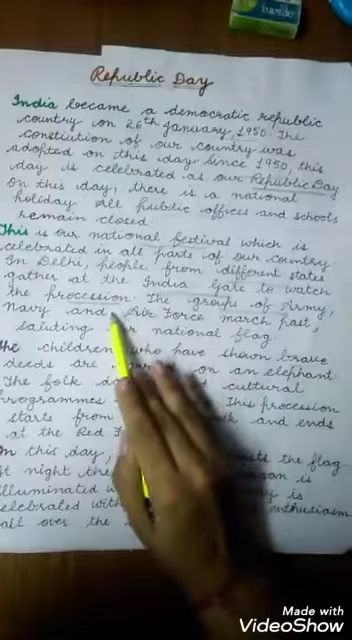 Republic Day
India became a democratic republic
country on 26th January, 1950. The
constiution of our country was
adopted on this day since 1950, this
day is celebrated as our Republic Day
on this day, there is a national
holiday all public offices and schools
remain closed
This is our national festival which is
celebrated in all parts of our country
In Delhi, people from different states
gather at the India Gate to watch
the procession. The groups of Army,
Navy and Air Force march past,
saluting national flag.
The children who have shown brave
deeds are on an elephant
The folk cultural
programmes This procession
starts from and ends
at the Red
On this day, the flag
At night the is
illuminated is
celebrated with enthusiasm
all over the
Made with
VideoShow